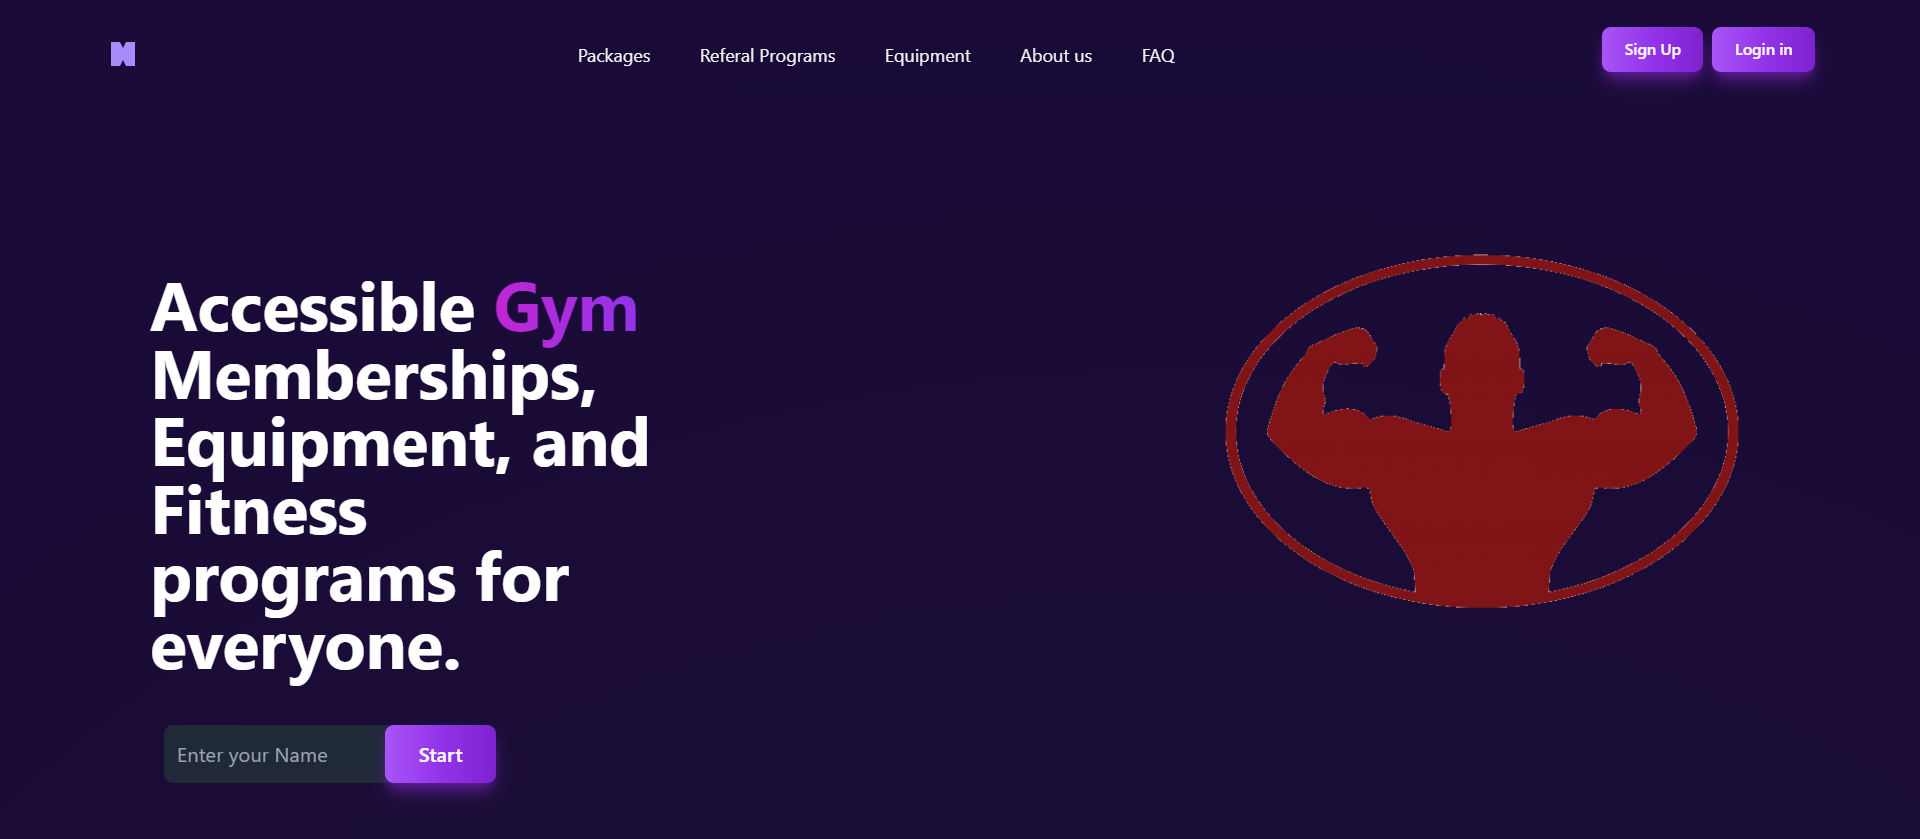 Packages Referal Programs Equipment About us FAQ Sign Up Login in
Accessible Gym
Memberships,
Equipment, and
Fitness
programs for
everyone.
Enter your Name Start